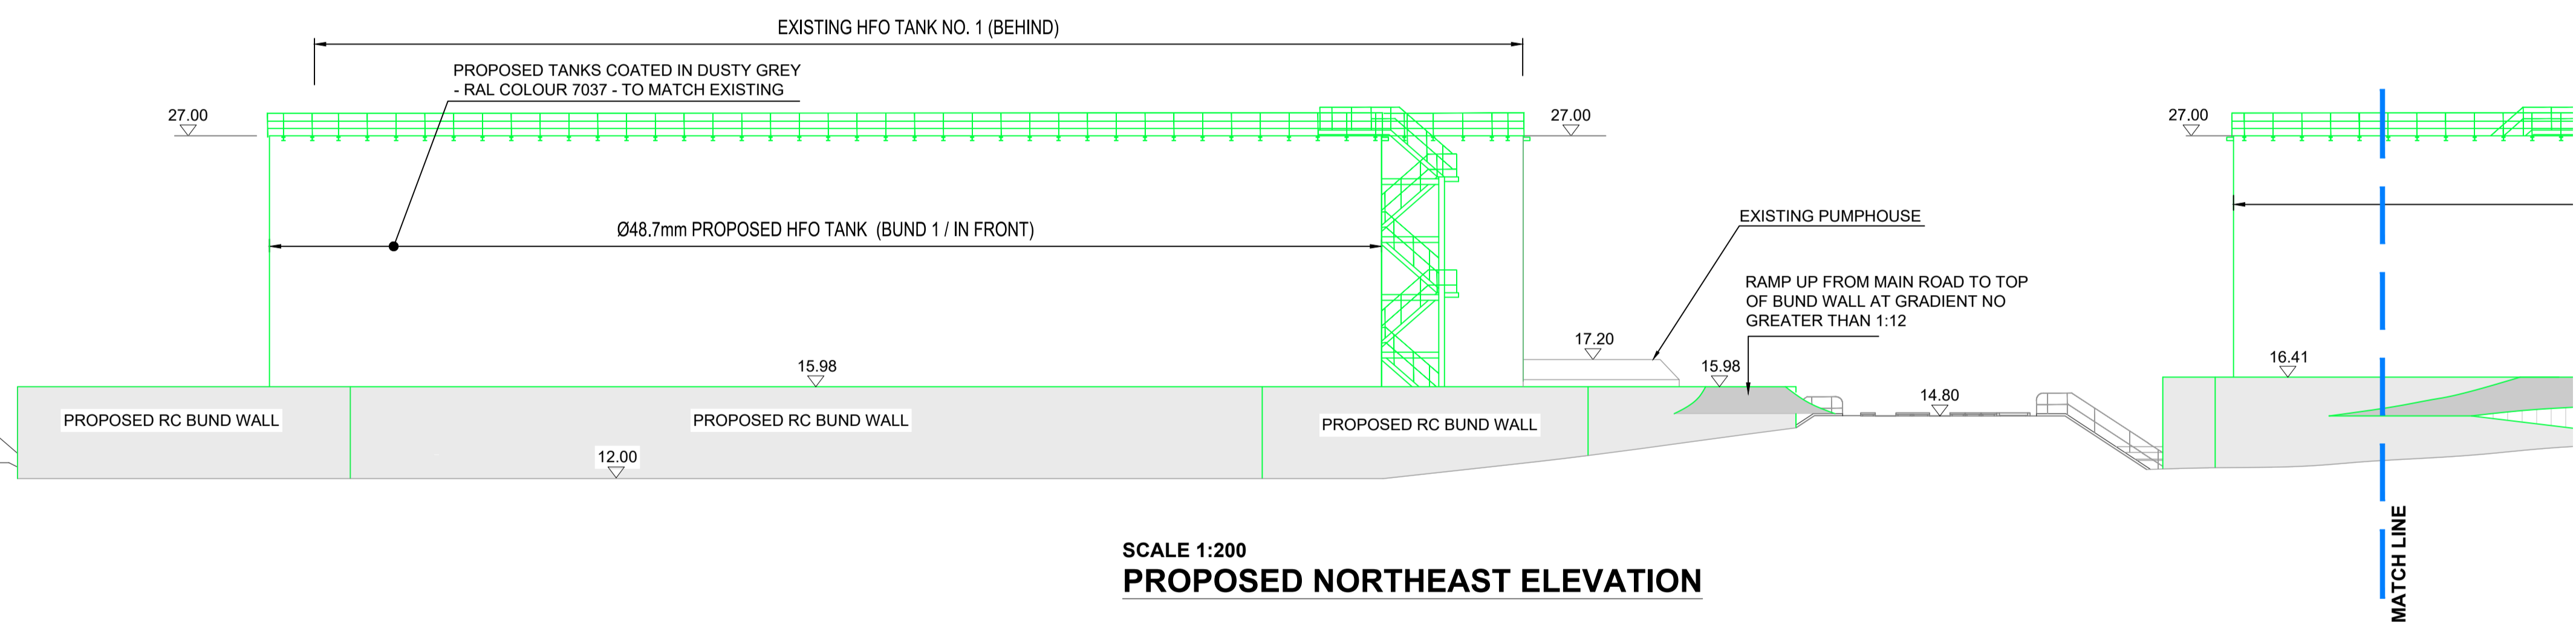 EXISTING HFO TANK NO. 1 (BEHIND)
PROPOSED TANKS COATED IN DUSTY GREY
- RAL COLOUR 7037 - TO MATCH EXISTING
27.00
27.00
27.00
Ø48.7mm PROPOSED HFO TANK (BUND 1 / IN FRONT)
EXISTING PUMPHOUSE
RAMP UP FROM MAIN ROAD TO TOP
OF BUND WALL AT GRADIENT NO
GREATER THAN 1:12
17.20
15.98
15.98
16.41
14.80
PROPOSED RC BUND WALL
PROPOSED RC BUND WALL
PROPOSED RC BUND WALL
12.00
MATCH LINE
SCALE 1:200
PROPOSED NORTHEAST ELEVATION